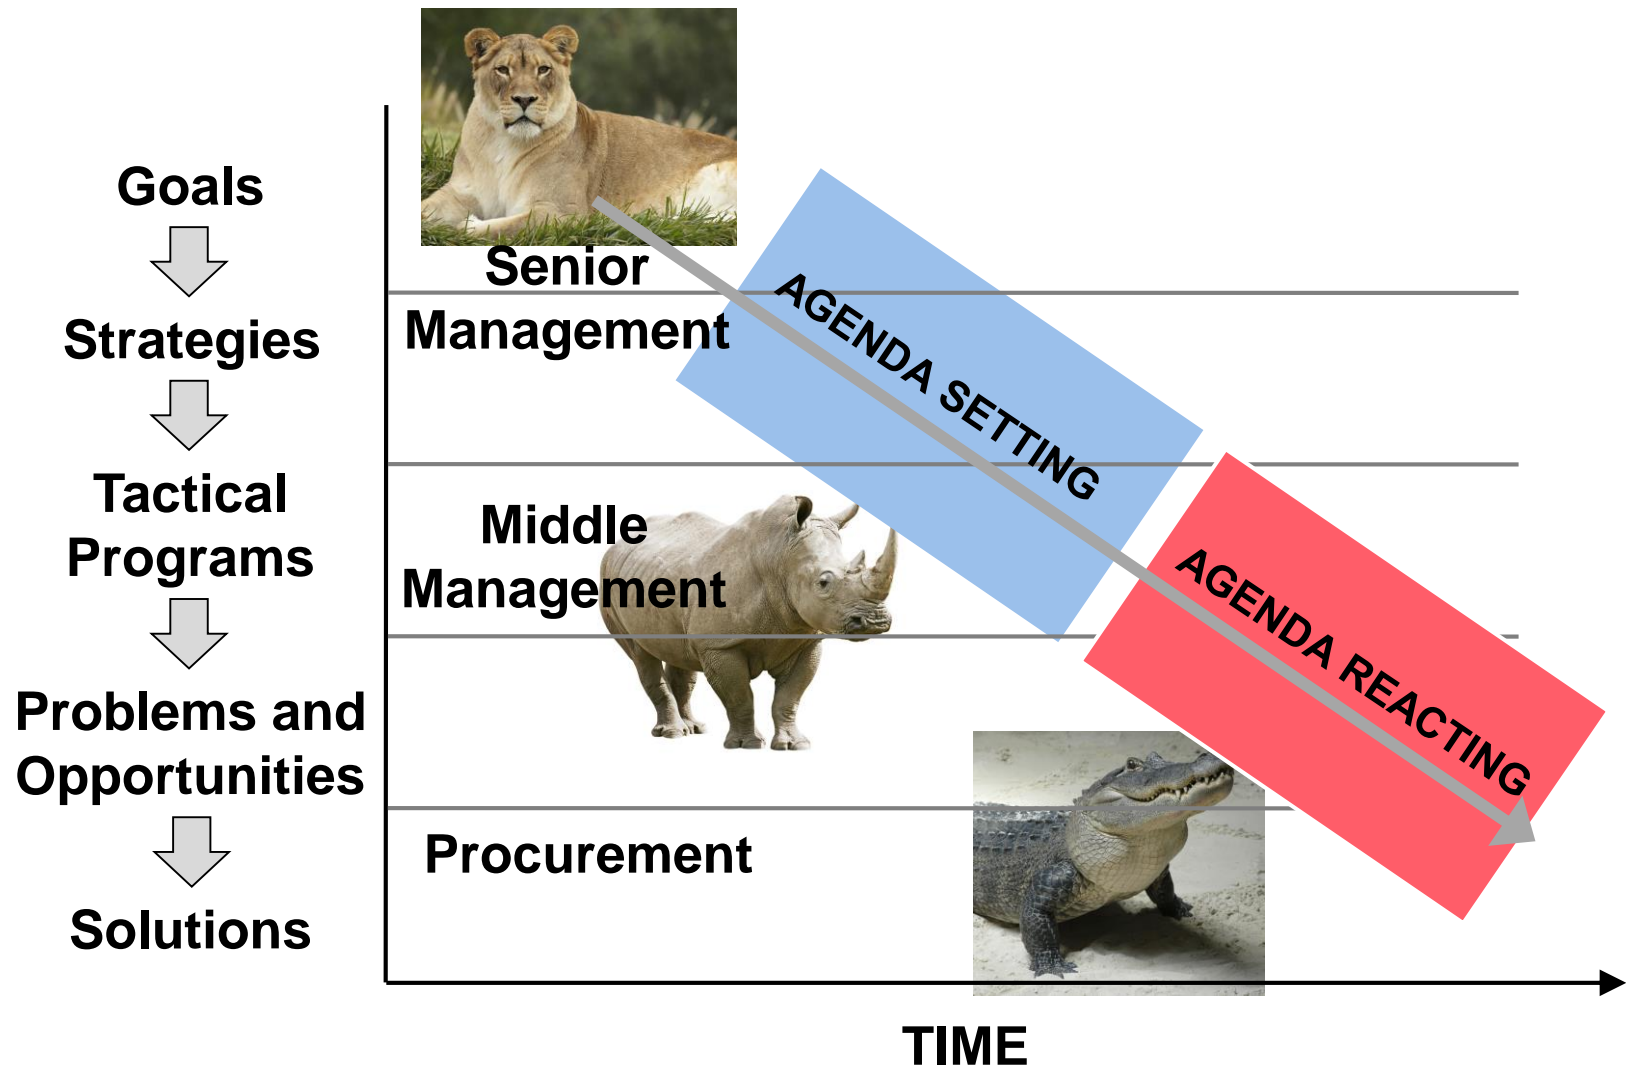 Goals
Strategies
Tactical
Programs
Problems and
Opportunities
Solutions
Senior
Management
Middle
Management
Procurement
AGENDA SETTING
AGENDA REACTING
TIME